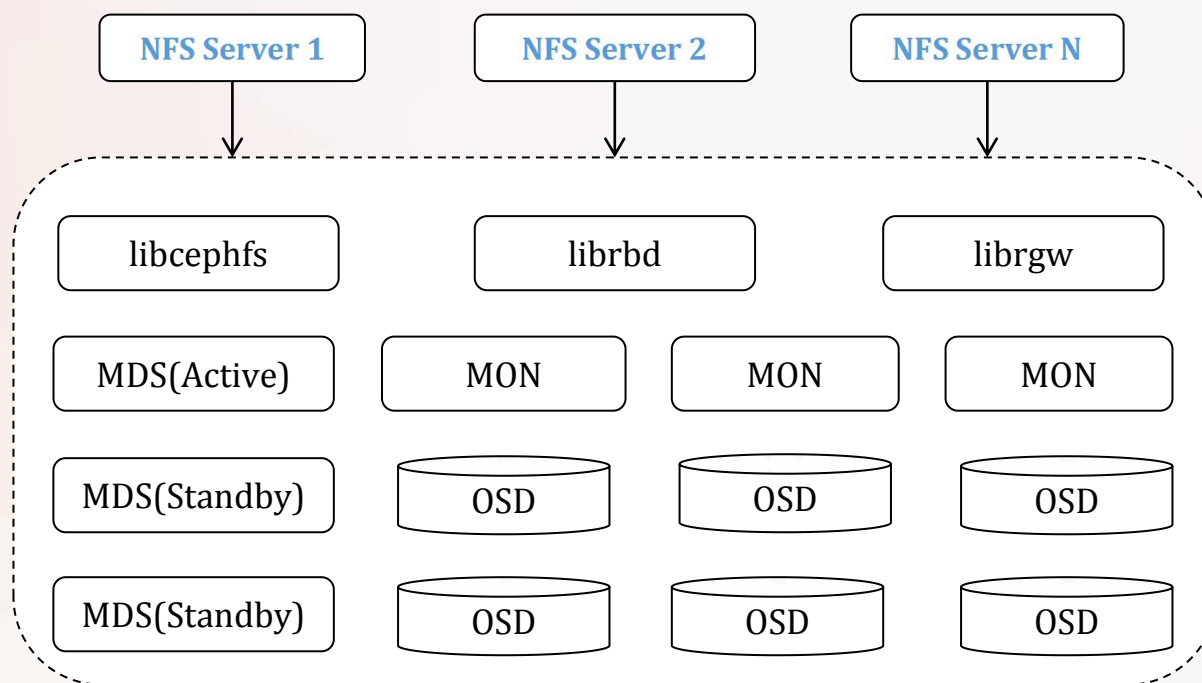 NFS Server 1
NFS Server 2
NFS Server N
libcephfs
librbd
librgw
MDS(Active)
MON
MON
MON
MDS(Standby)
OSD
OSD
OSD
MDS(Standby)
OSD
OSD
OSD